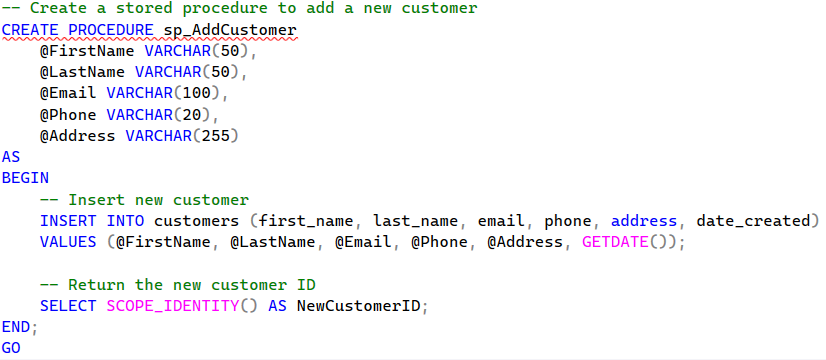 -- Create a stored procedure to add a new customer
CREATE PROCEDURE sp_AddCustomer
    @FirstName VARCHAR(50),
    @LastName VARCHAR(50),
    @Email VARCHAR(100),
    @Phone VARCHAR(20),
    @Address VARCHAR(255)
AS
BEGIN
    -- Insert new customer
    INSERT INTO customers (first_name, last_name, email, phone, address, date_created)
    VALUES (@FirstName, @LastName, @Email, @Phone, @Address, GETDATE());

    -- Return the new customer ID
    SELECT SCOPE_IDENTITY() AS NewCustomerID;
END;
GO